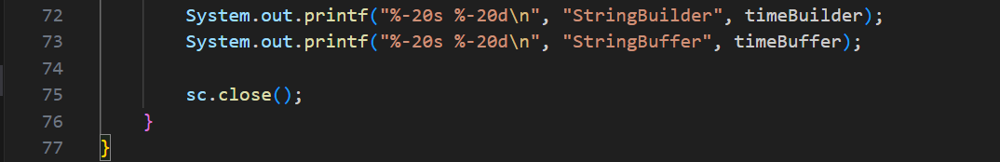 72 System.out.printf("%-20s %-20d\n", "StringBuilder", timeBuilder);
73 System.out.printf("%-20s %-20d\n", "StringBuffer", timeBuffer);
74
75 sc.close();
76 }
77 }